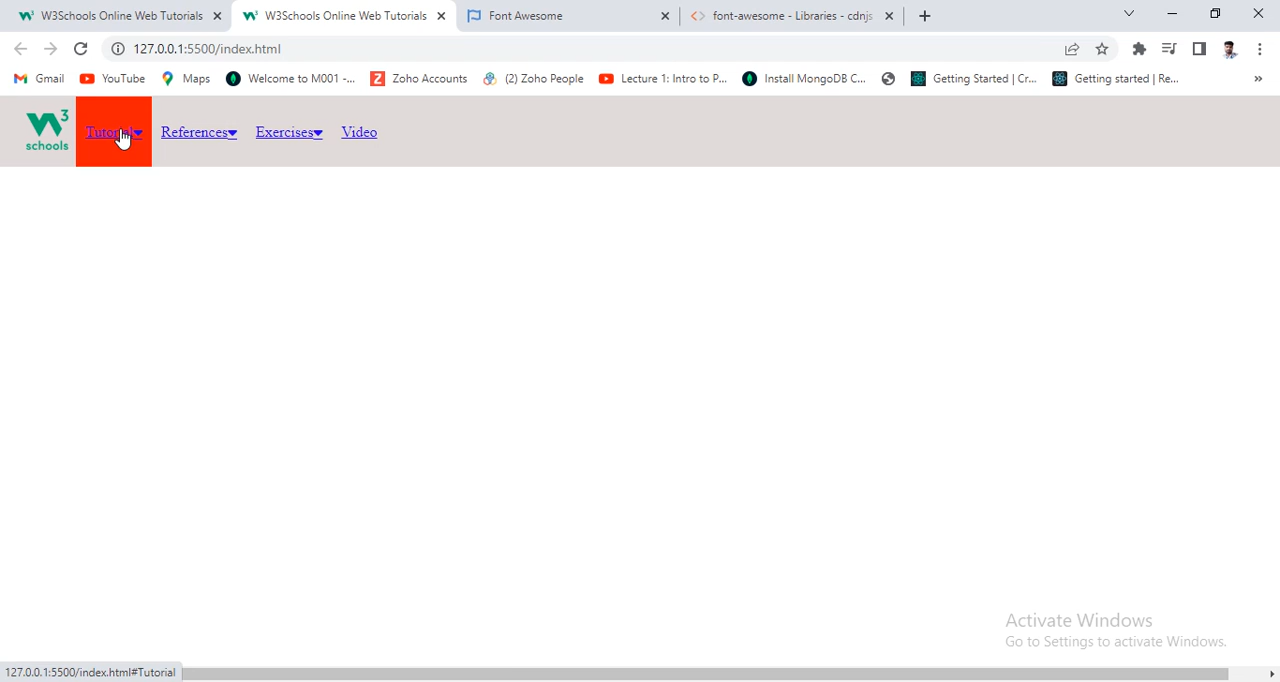 W3Schools Online Web Tutorials
W3Schools Online Web Tutorials
Font Awesome
font-awesome - Libraries - cdnjs
127.0.0.1:5500/index.html
Gmail
YouTube
Maps
Welcome to M001 -...
Zoho Accounts
(2) Zoho People
Lecture 1: Intro to P...
Install MongoDB C...
Getting Started | Cr...
Getting started | Re...
W3
schools
Tutorial
References
Exercises
Video
Activate Windows
Go to Settings to activate Windows.
127.0.0.1:5500/index.html#Tutorial